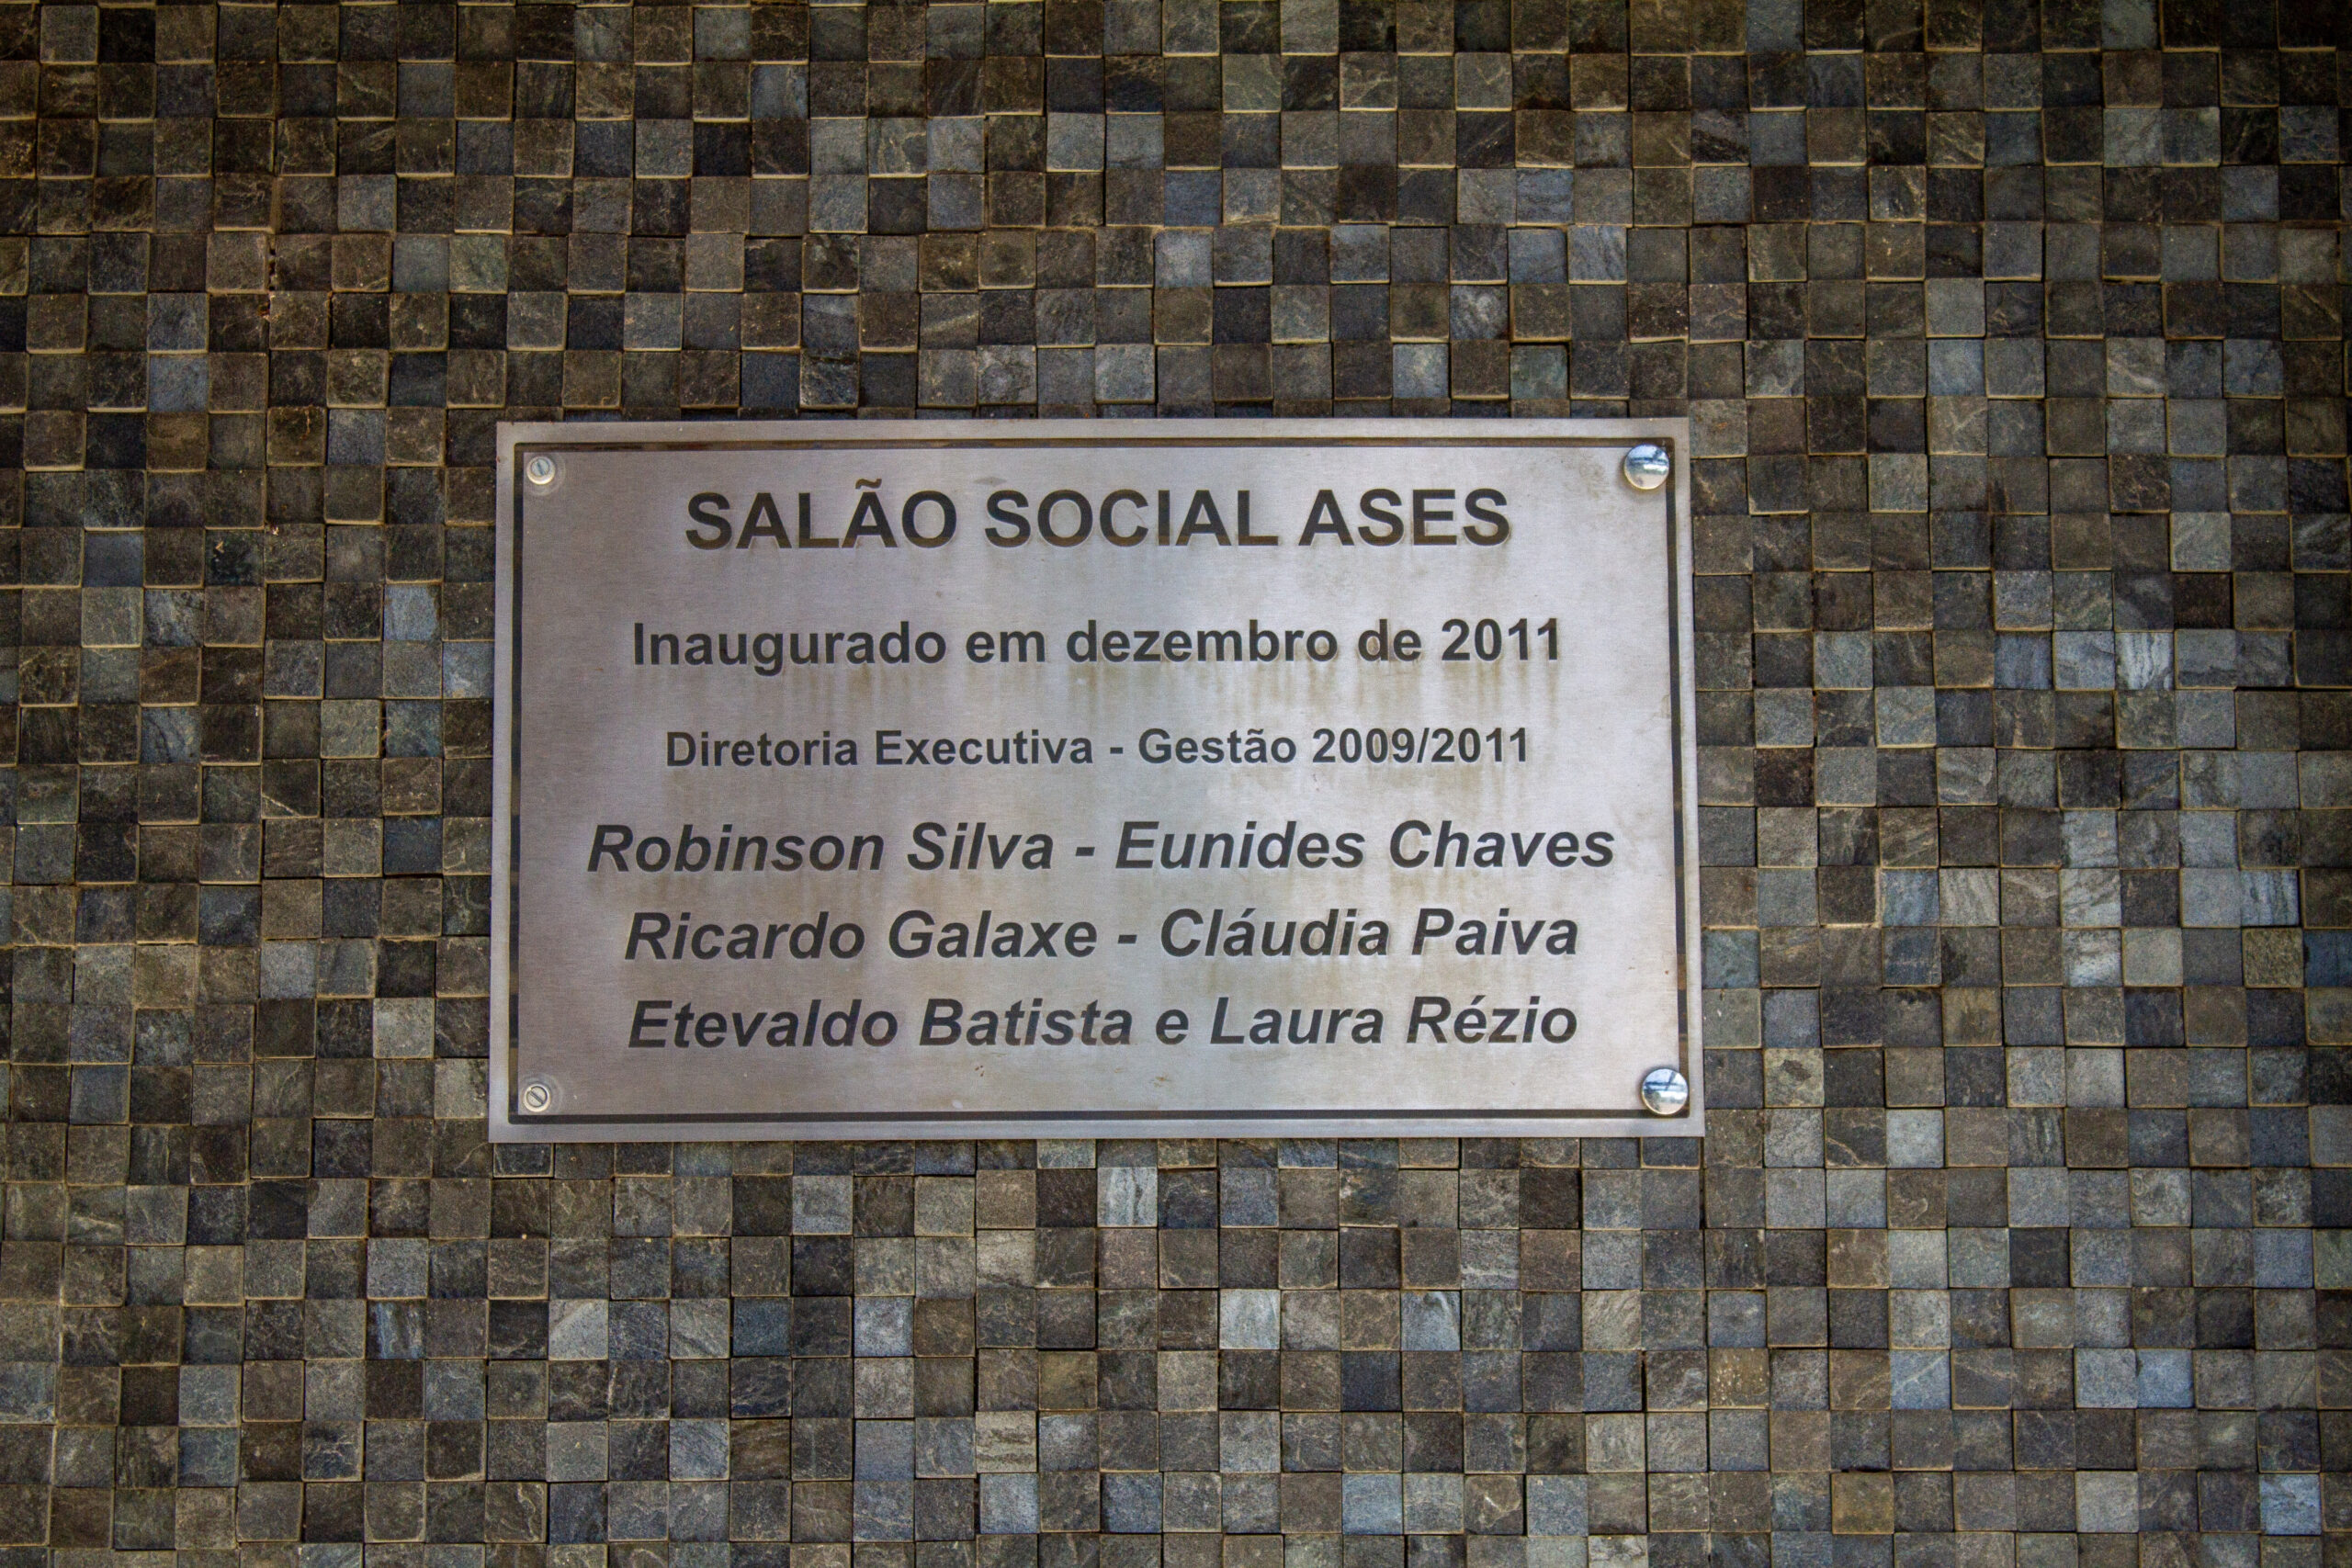 SALÃO SOCIAL ASES
Inaugurado em dezembro de 2011
Diretoria Executiva - Gestão 2009/2011
Robinson Silva - Eunides Chaves
Ricardo Galaxe - Cláudia Paiva
Etevaldo Batista e Laura Rézio